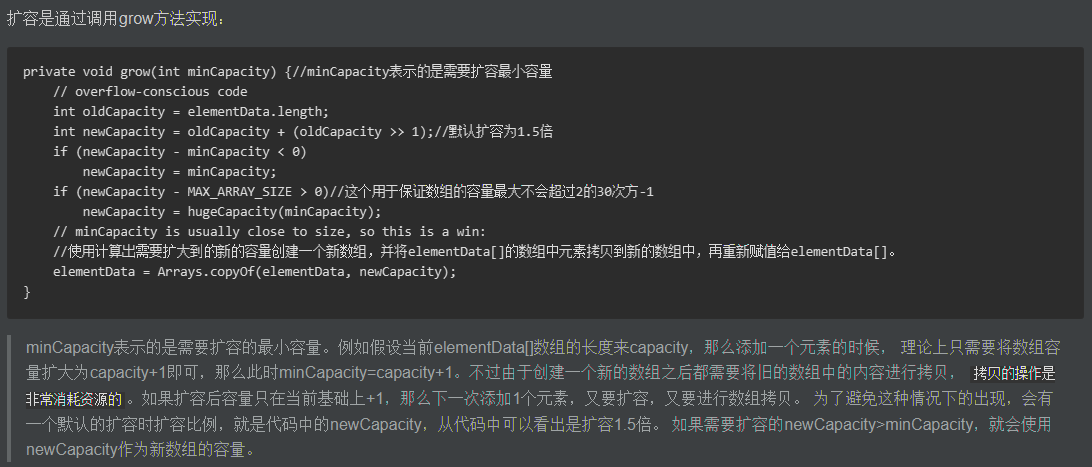 扩容是通过调用grow方法实现：
private void grow(int minCapacity) {//minCapacity表示的是需要扩容最小容量
// overflow-conscious code
int oldCapacity = elementData.length;
int newCapacity = oldCapacity + (oldCapacity >> 1);//默认扩容为1.5倍
if (newCapacity - minCapacity < 0)
newCapacity = minCapacity;
if (newCapacity - MAX_ARRAY_SIZE > 0)//这个用于保证数组的容量最大不会超过2的30次方-1
newCapacity = hugeCapacity(minCapacity);
// minCapacity is usually close to size, so this is a win:
//使用计算出需要扩大到的新的容量创建一个新数组，并将elementData[]的数组中元素拷贝到新的数组中，再重新赋值给elementData[]。
elementData = Arrays.copyOf(elementData, newCapacity);
}
minCapacity表示的是需要扩容的最小容量。例如假设当前elementData[]数组的长度来capacity，那么添加一个元素的时候， 理论上只需要将数组容
量扩大为capacity+1即可，那么此时minCapacity=capacity+1。不过由于创建一个新的数组之后都需要将旧的数组中的内容进行拷贝， 拷贝的操作是
非常消耗资源的 。如果扩容后容量只在当前基础上+1，那么下一次添加1个元素，又要扩容，又要进行数组拷贝。 为了避免这种情况下的出现，会有
一个默认的扩容时扩容比例，就是代码中的newCapacity，从代码中可以看出是扩容1.5倍。 如果需要扩容的newCapacity>minCapacity，就会使用
newCapacity作为新数组的容量。